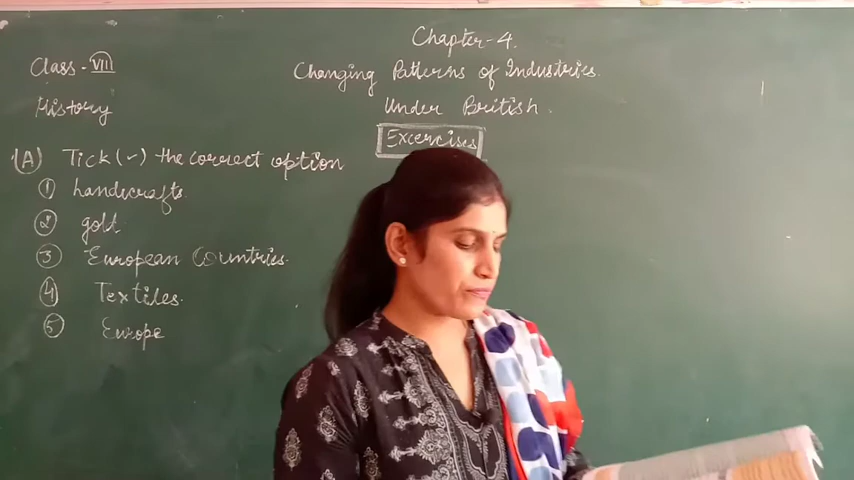 Chapter-4.
Class - VIII
Changing Patterns of Industries.
History
Under British.
Excercises
(A) Tick (✓) the correct option.
① handicrafts.
② gold.
③ European Countries.
④ Textiles.
⑤ Europe